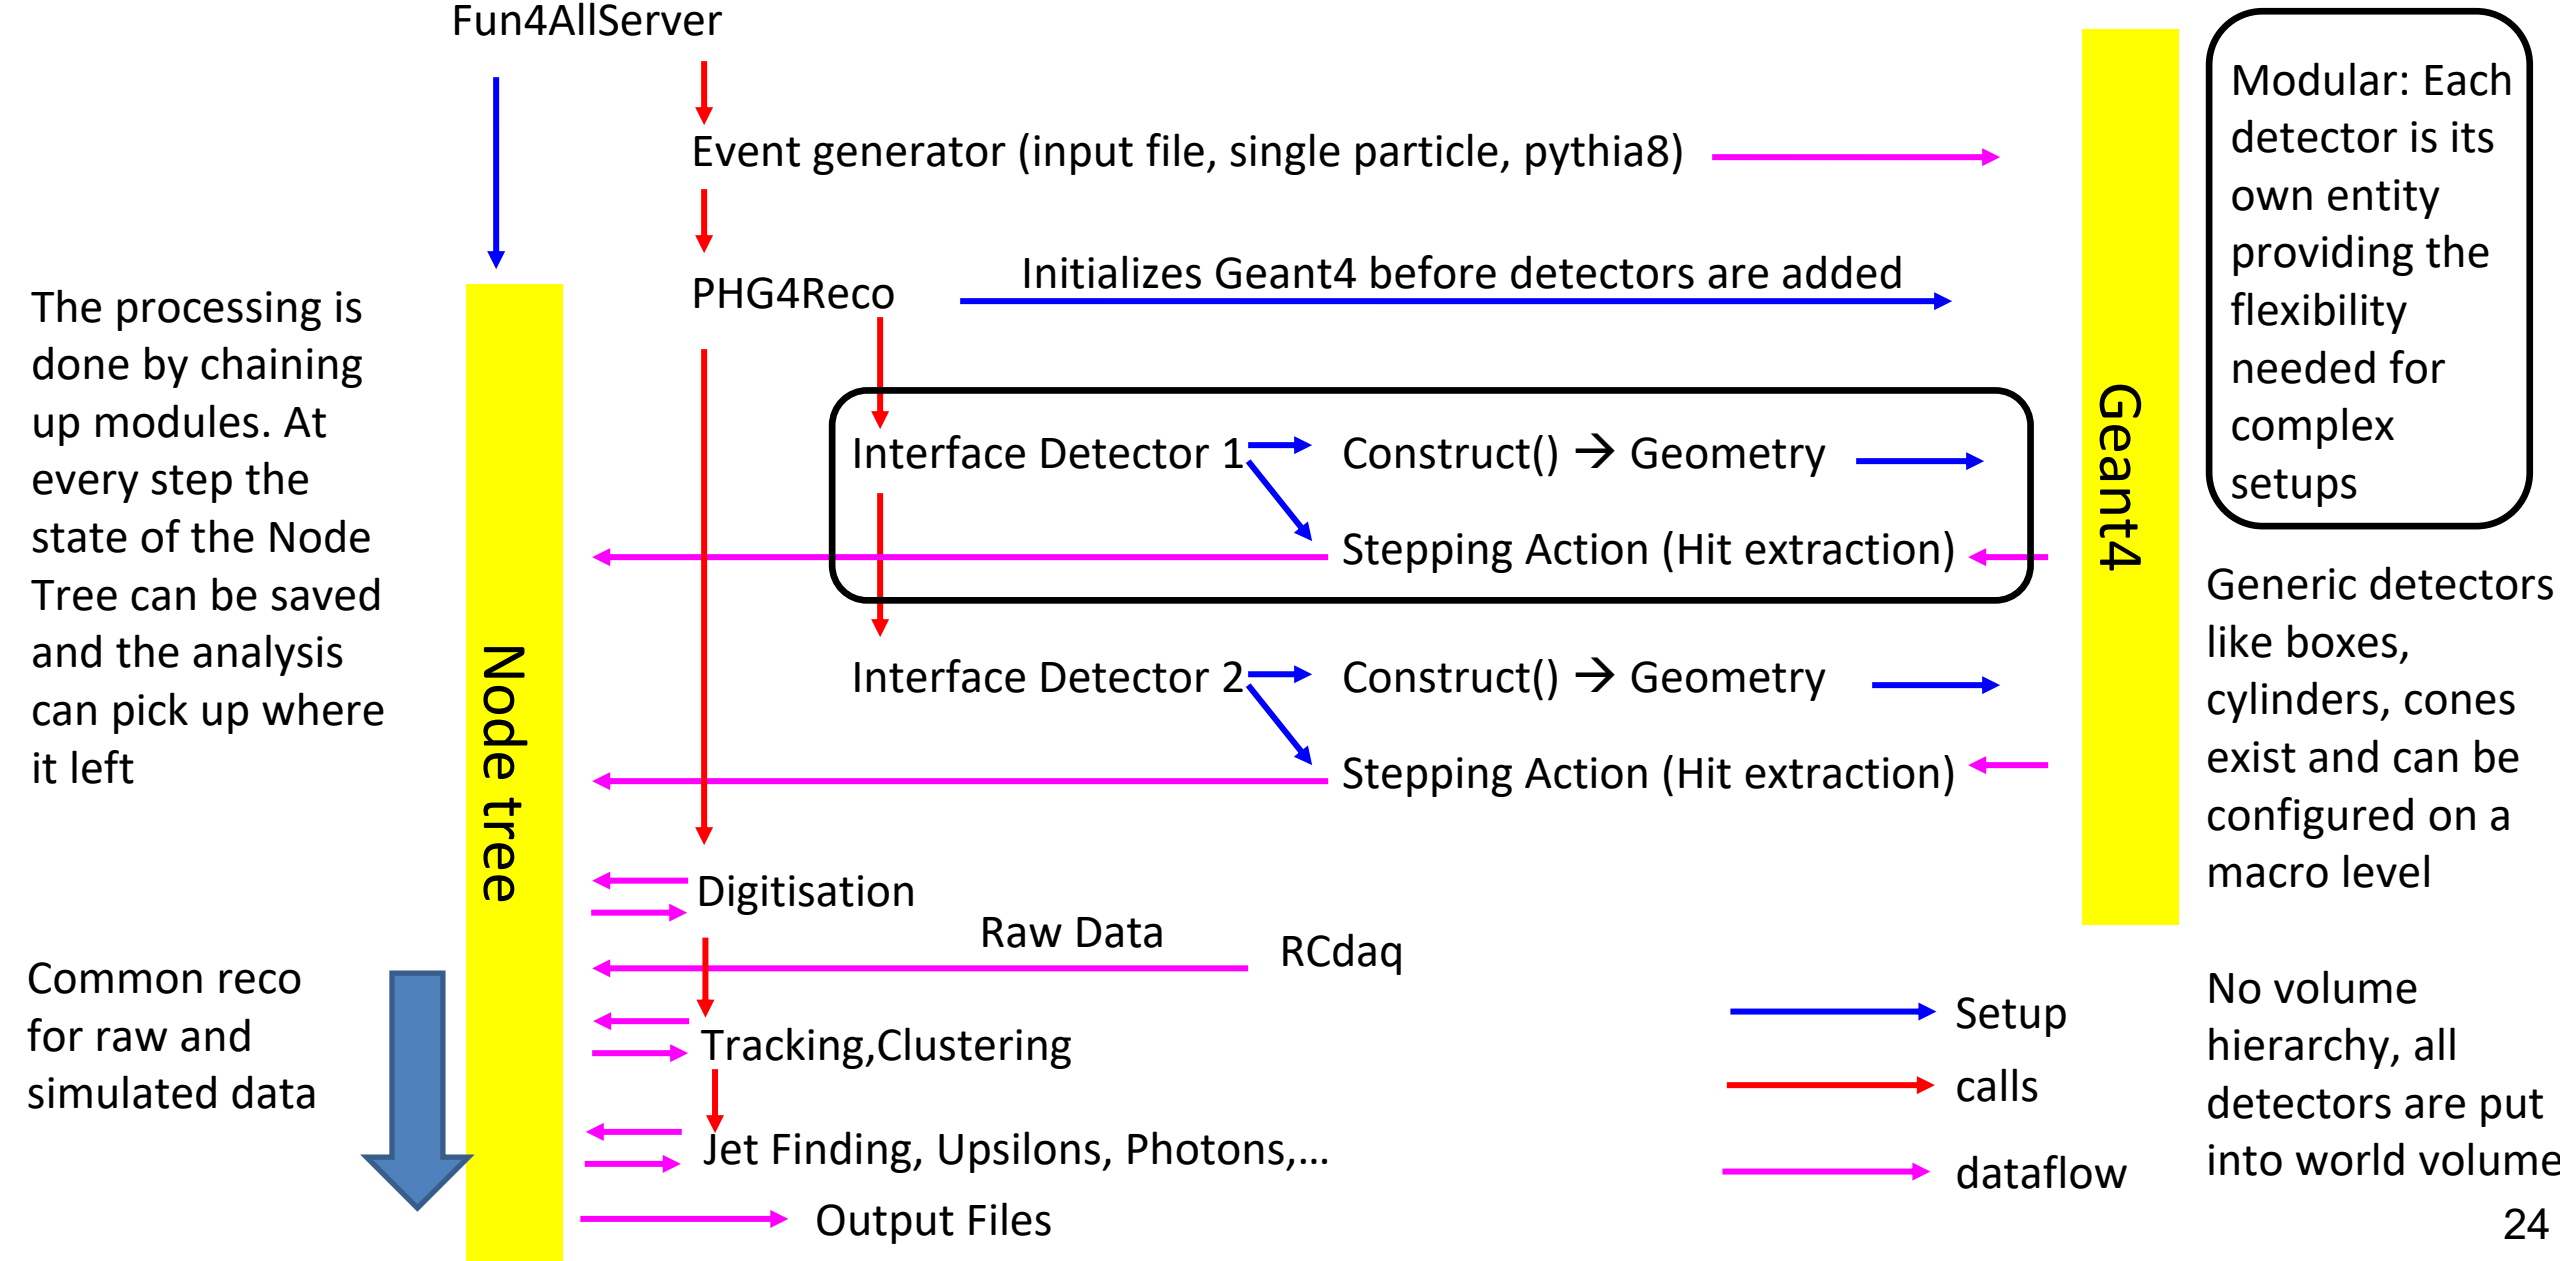 Fun4AllServer
Event generator (input file, single particle, pythia8)
PHG4Reco
Initializes Geant4 before detectors are added
Interface Detector 1
Construct() → Geometry
Stepping Action (Hit extraction)
Interface Detector 2
Construct() → Geometry
Stepping Action (Hit extraction)
Digitisation
Raw Data
RCdaq
Tracking,Clustering
Jet Finding, Upsilons, Photons,...
Output Files
The processing is
done by chaining
up modules. At
every step the
state of the Node
Tree can be saved
and the analysis
can pick up where
it left
Common reco
for raw and
simulated data
Node tree
Geant4
Setup
calls
dataflow
Modular: Each
detector is its
own entity
providing the
flexibility
needed for
complex
setups
Generic detectors
like boxes,
cylinders, cones
exist and can be
configured on a
macro level
No volume
hierarchy, all
detectors are put
into world volume
24